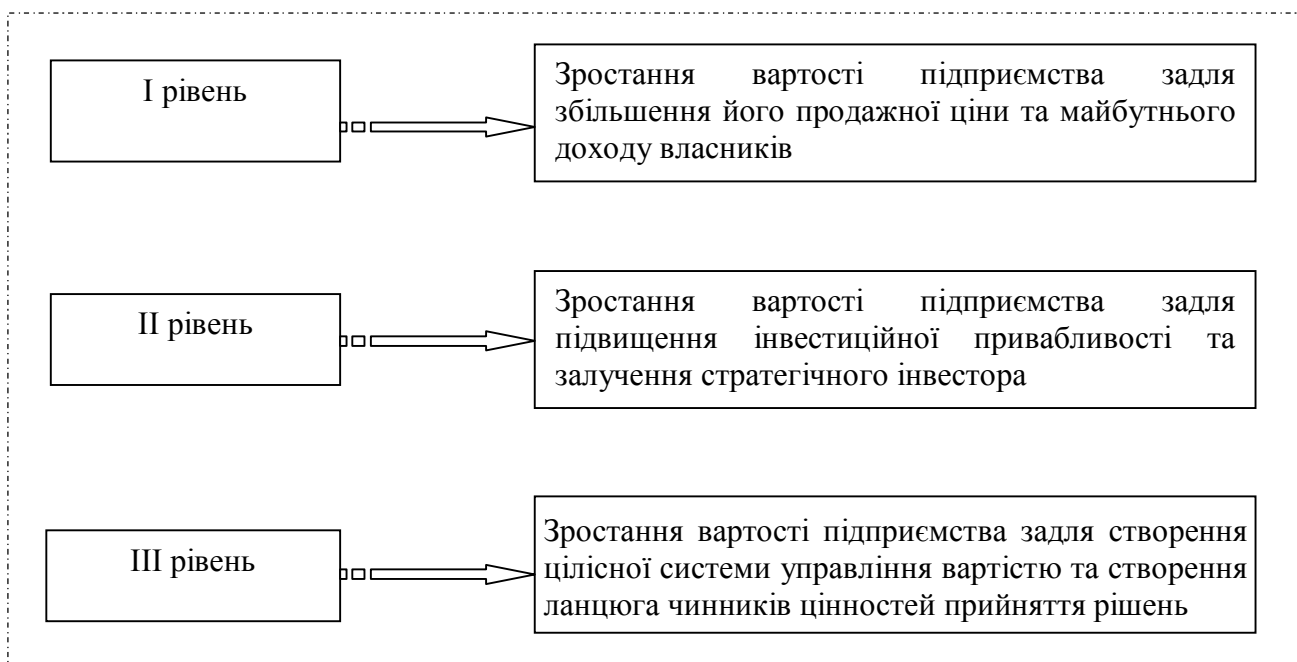 І рівень
Зростання вартості підприємства задля
збільшення його продажної ціни та майбутнього
доходу власників
ІІ рівень
Зростання вартості підприємства задля
підвищення інвестиційної привабливості та
залучення стратегічного інвестора
ІІІ рівень
Зростання вартості підприємства задля створення
цілісної системи управління вартістю та створення
ланцюга чинників цінностей прийняття рішень